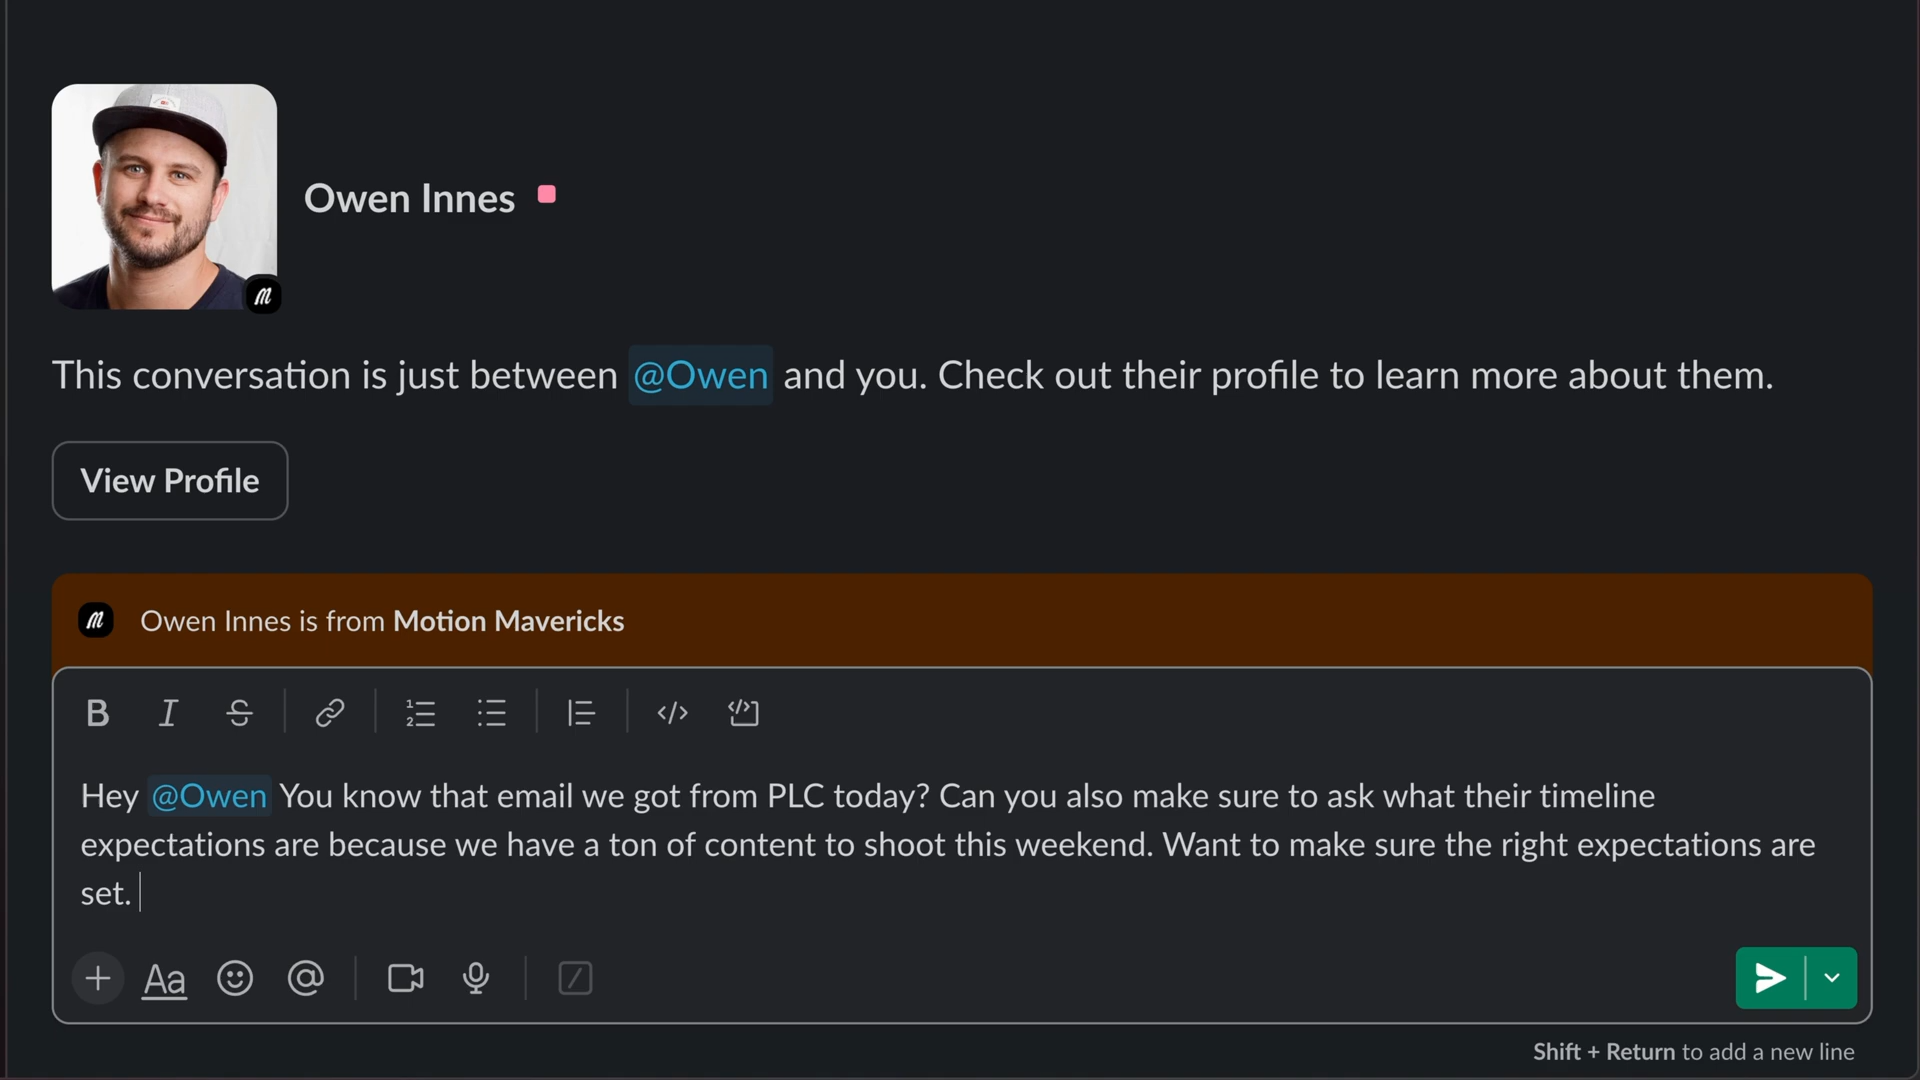 Owen Innes
This conversation is just between @Owen and you. Check out their profile to learn more about them.
View Profile
Owen Innes is from Motion Mavericks
B I S
Hey @Owen You know that email we got from PLC today? Can you also make sure to ask what their timeline
expectations are because we have a ton of content to shoot this weekend. Want to make sure the right expectations are
set.
Aa
Shift + Return to add a new line